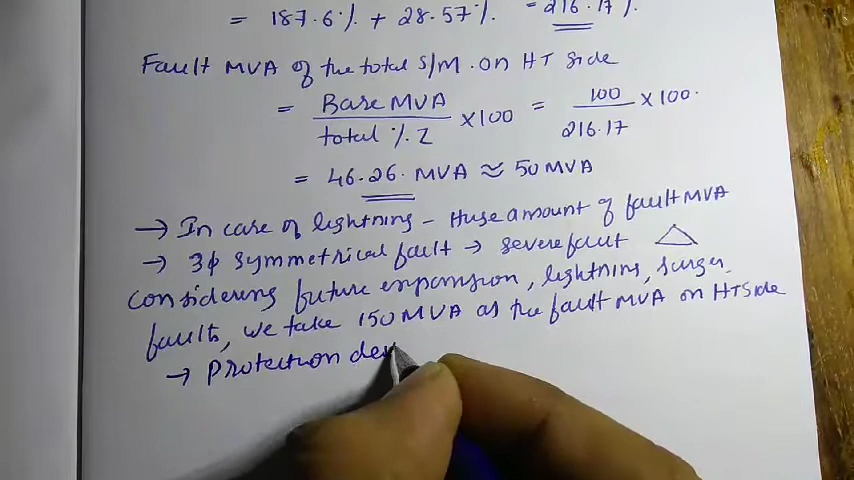 = 187.6% + 28.57% = 216.17%.
Fault MVA of the total S/M. on HT side
= Base MVA / total % Z × 100 = 100 / 216.17 × 100.
= 46.26. MVA ≈ 50 MVA
→ In case of lightning - Huge amount of fault MVA
→ 3ϕ symmetrical fault → severe fault △
considering future expansion, lightning, surges
faults, we take 150 MVA as the fault MVA on HT side
→ Protection dev